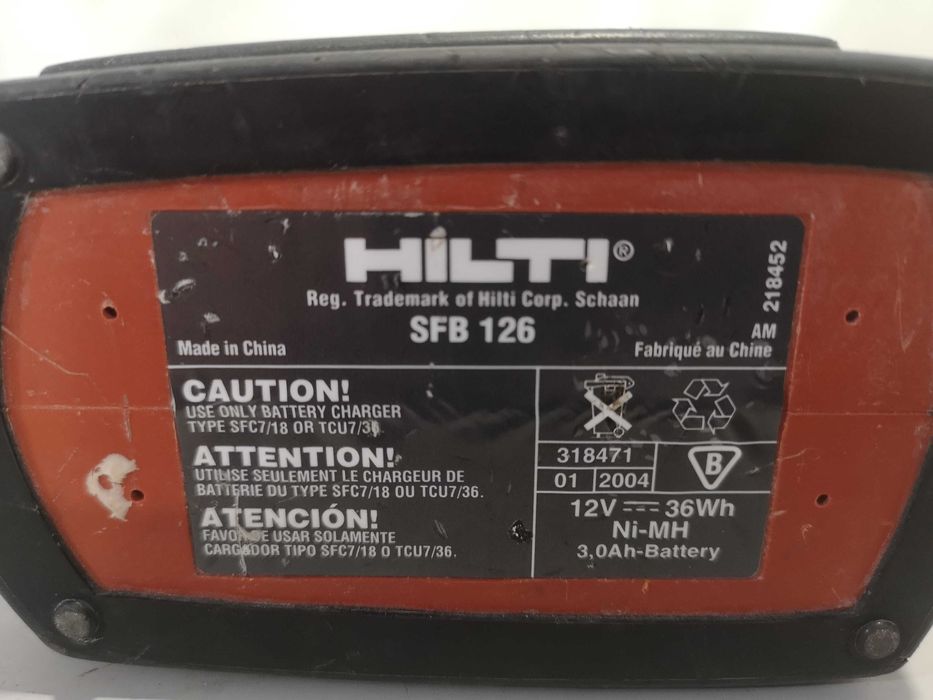 HILTI®
Reg. Trademark of Hilti Corp. Schaan
SFB 126
Made in China
AM 218452
Fabriqué au Chine
CAUTION!
USE ONLY BATTERY CHARGER
TYPE SFC7/18 OR TCU7/36
ATTENTION!
UTILISE SEULEMENT LE CHARGEUR DE
BATTERIE DU TYPE SFC7/18 OU TCU7/36.
ATENCIÓN!
FAVOR DE USAR SOLAMENTE
CARGADOR TIPO SFC7/18 O TCU7/36.
318471
01 2004
B
12V 36Wh
Ni-MH
3,0Ah-Battery